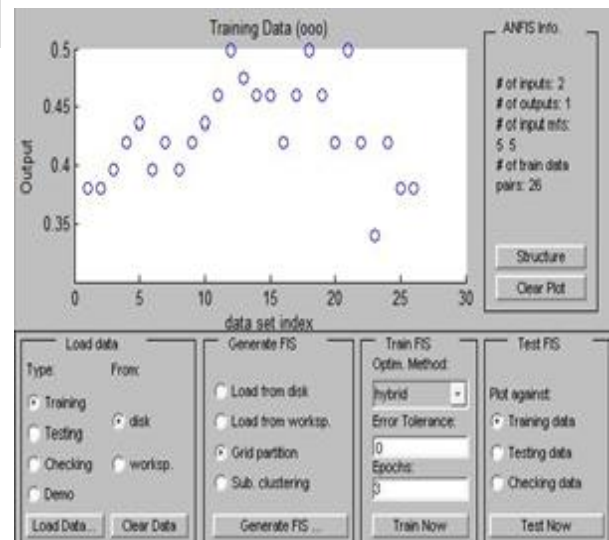 Training Data (ooo)
0.5
0.45
0.4
0.35
Output
0
5
10
15
20
25
30
data set index
ANFIS Info.
# of inputs: 2
# of outputs: 1
# of input mfs:
5 5
# of train data
pairs: 26
Structure
Clear Plot
Load data
Type:
From:
Training
Testing
Checking
Demo
disk
worksp.
Load Data...
Clear Data
Generate FIS
Load from disk
Load from worksp.
Grid partition
Sub. clustering
Generate FIS ...
Train FIS
Optim. Method:
hybrid
Error Tolerance:
0
Epochs:
3
Train Now
Test FIS
Plot against:
Training data
Testing data
Checking data
Test Now